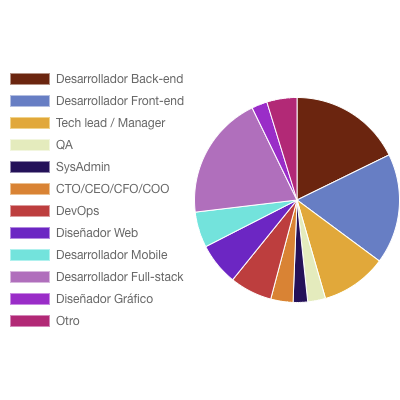 Desarrollador Back-end
Desarrollador Front-end
Tech lead / Manager
QA
SysAdmin
CTO/CEO/CFO/COO
DevOps
Diseñador Web
Desarrollador Mobile
Desarrollador Full-stack
Diseñador Gráfico
Otro